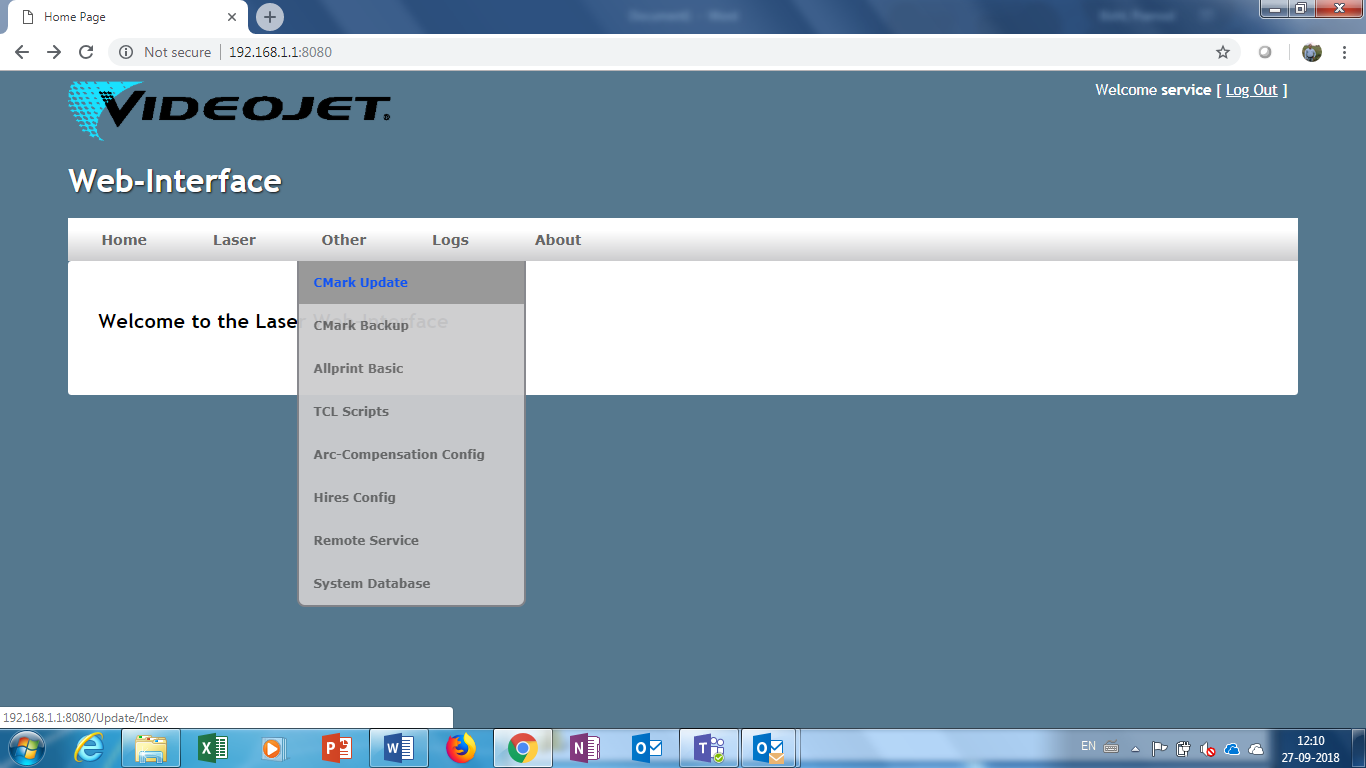 Home Page
Not secure 192.168.1.1:8080
VIDEOJET®
Welcome service [ Log Out ]
Web-Interface
Home Laser Other Logs About
CMark Update
Welcome to the Laser Web-Interface
CMark Backup
Allprint Basic
TCL Scripts
Arc-Compensation Config
Hires Config
Remote Service
System Database
192.168.1.1:8080/Update/Index
EN
12:10
27-09-2018